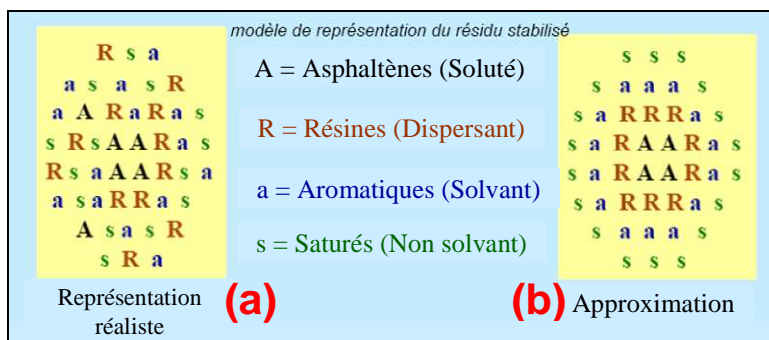 modèle de représentation du résidu stabilisé
R s a
a s a s R
a A R a R a s
s R s A A R a s
R s a A A R s a
a s a R R a s
A s a s R
s R a
Représentation
réaliste
(a)
A = Asphaltènes (Soluté)
R = Résines (Dispersant)
a = Aromatiques (Solvant)
s = Saturés (Non solvant)
s s s
s a a a s
s a R R R a s
s a R A A R a s
s a R A A R a s
s a R R R a s
s a a a s
s s s
(b)
Approximation